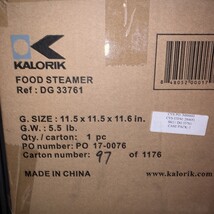 KALORIK
FOOD STEAMER
Ref : DG 33761
G. SIZE : 11.5 x 11.5 x 11.6 in.
G.W. : 5.5 lb.
Qty. / carton: 1 pc
PO number: PO 17-0076
Carton number: 97 of 1176
MADE IN CHINA
www.kalorik.com